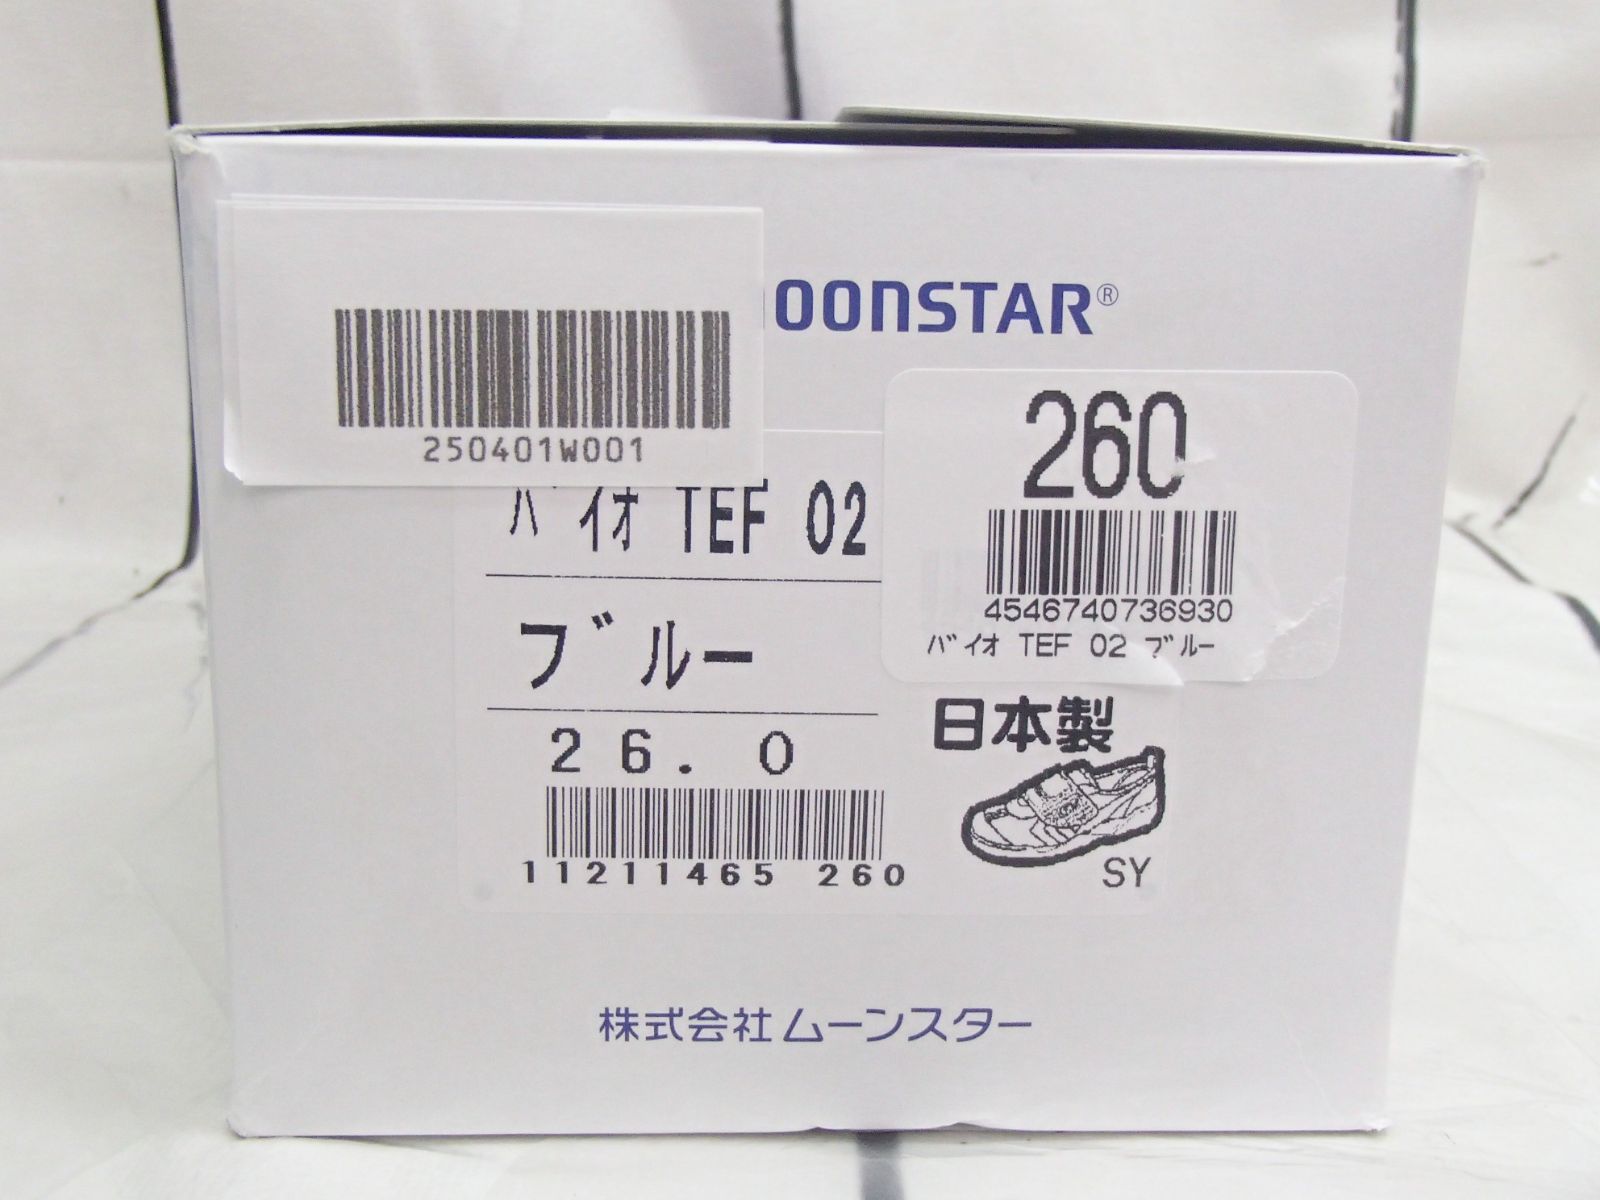 OONSTAR®
250401W001
260
4546740736930
バイオ TEF 02 ブルー
バイオ TEF 02
ブルー
26.0
11211465 260
日本製
SY
株式会社ムーンスター